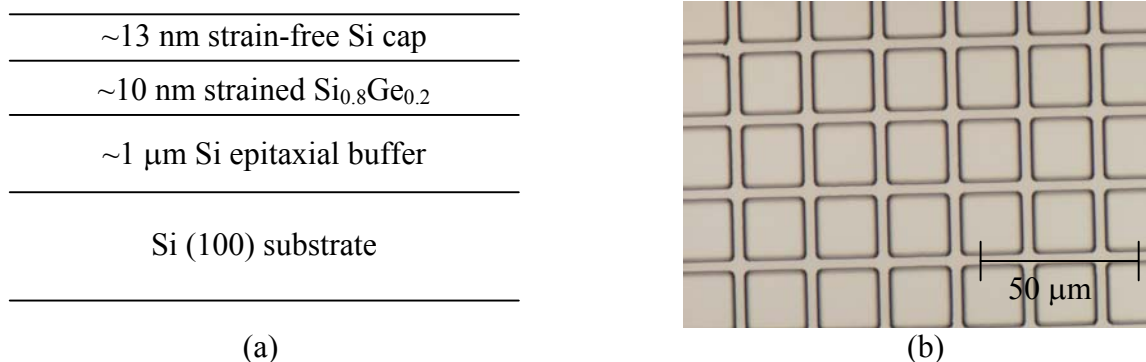 ~13 nm strain-free Si cap
~10 nm strained Si₀.₈Ge₀.₂
~1 μm Si epitaxial buffer
Si (100) substrate
(a)
50 μm
(b)